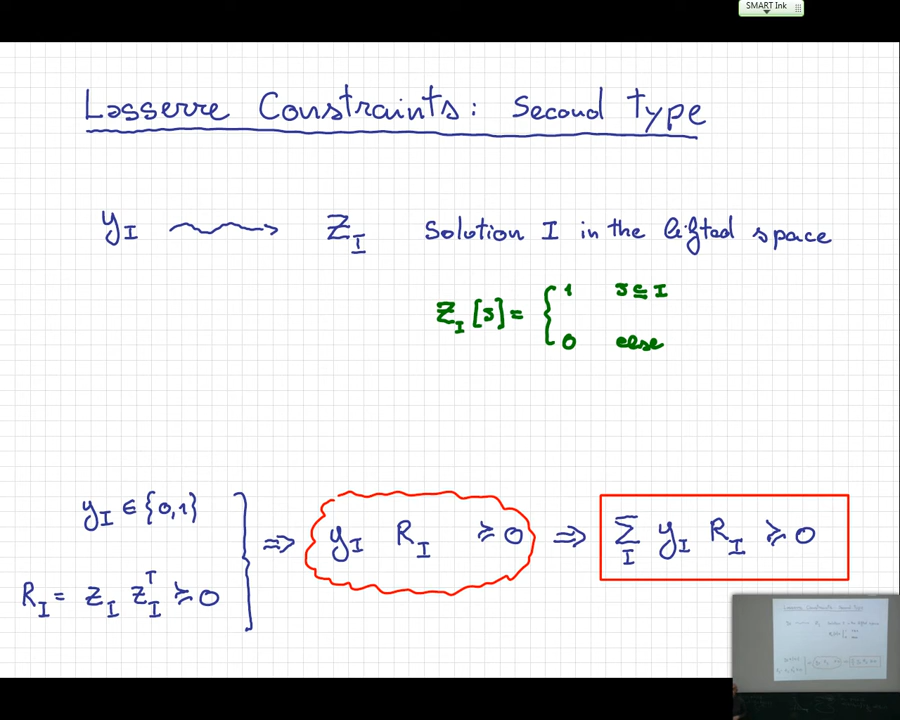 SMART Ink
Lasserre Constraints: Second type
y_I ⇝ Z_I Solution I in the lifted space
Z_I [J] = { 1 J ⊆ I
0 else
y_I ∈ {0,1}
R_I = Z_I Z_I^T ≽ 0
} ⇒ y_I R_I ≽ 0 ⇒ ∑_I y_I R_I ≽ 0